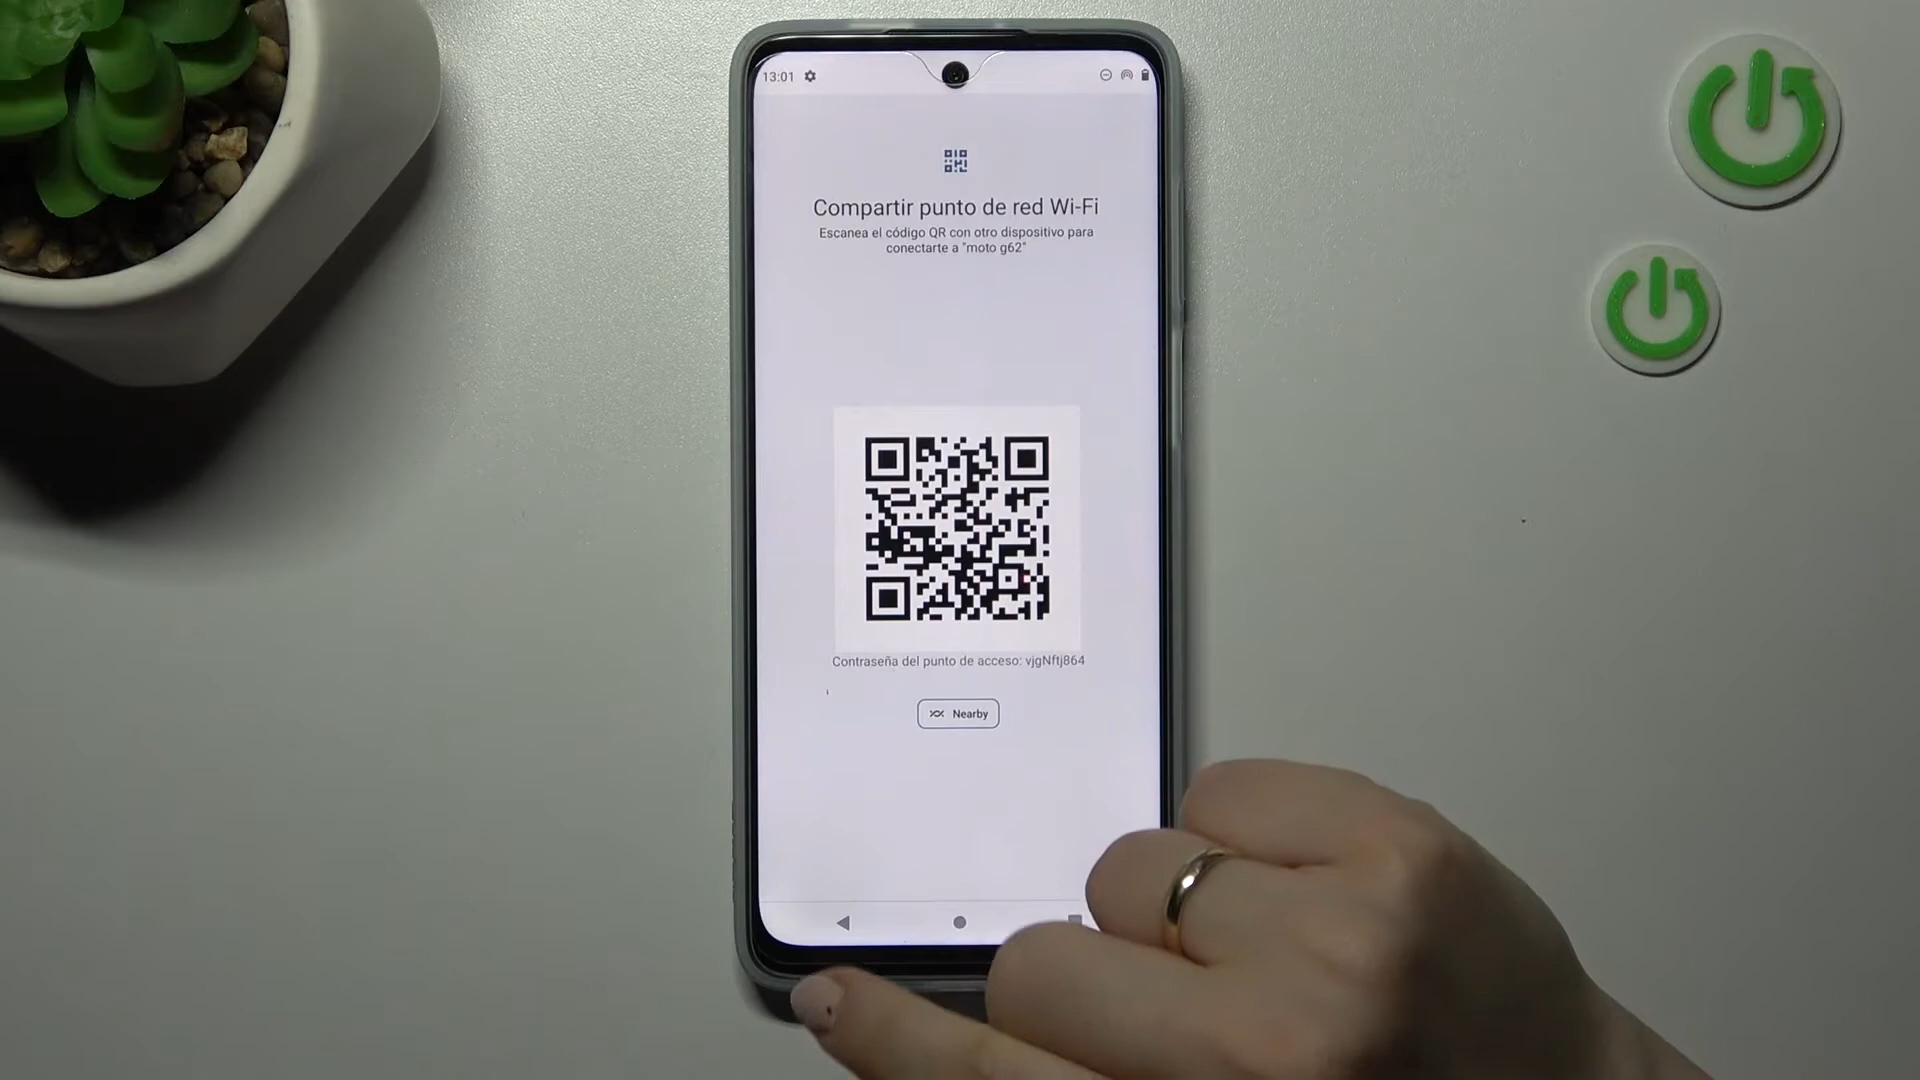 13:01
Compartir punto de red Wi-Fi
Escanea el código QR con otro dispositivo para
conectarte a "moto g62"
Contraseña del punto de acceso: vjgNftj864
Nearby